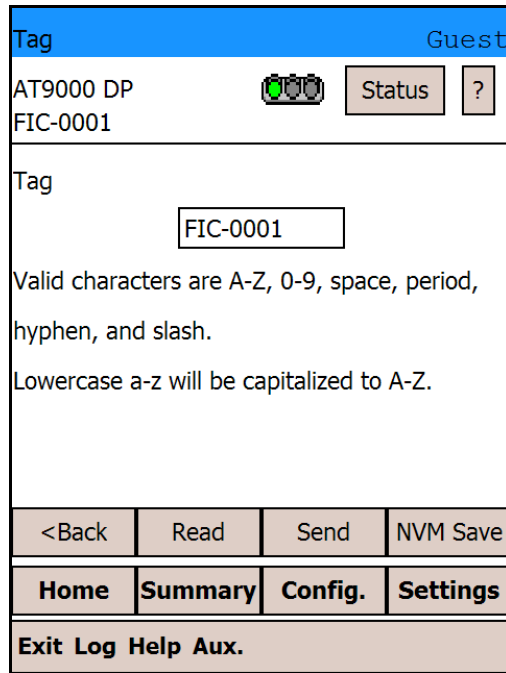 Tag Guest
AT9000 DP Status ?
FIC-0001
Tag
FIC-0001
Valid characters are A-Z, 0-9, space, period,
hyphen, and slash.
Lowercase a-z will be capitalized to A-Z.
<Back Read Send NVM Save
Home Summary Config. Settings
Exit Log Help Aux.